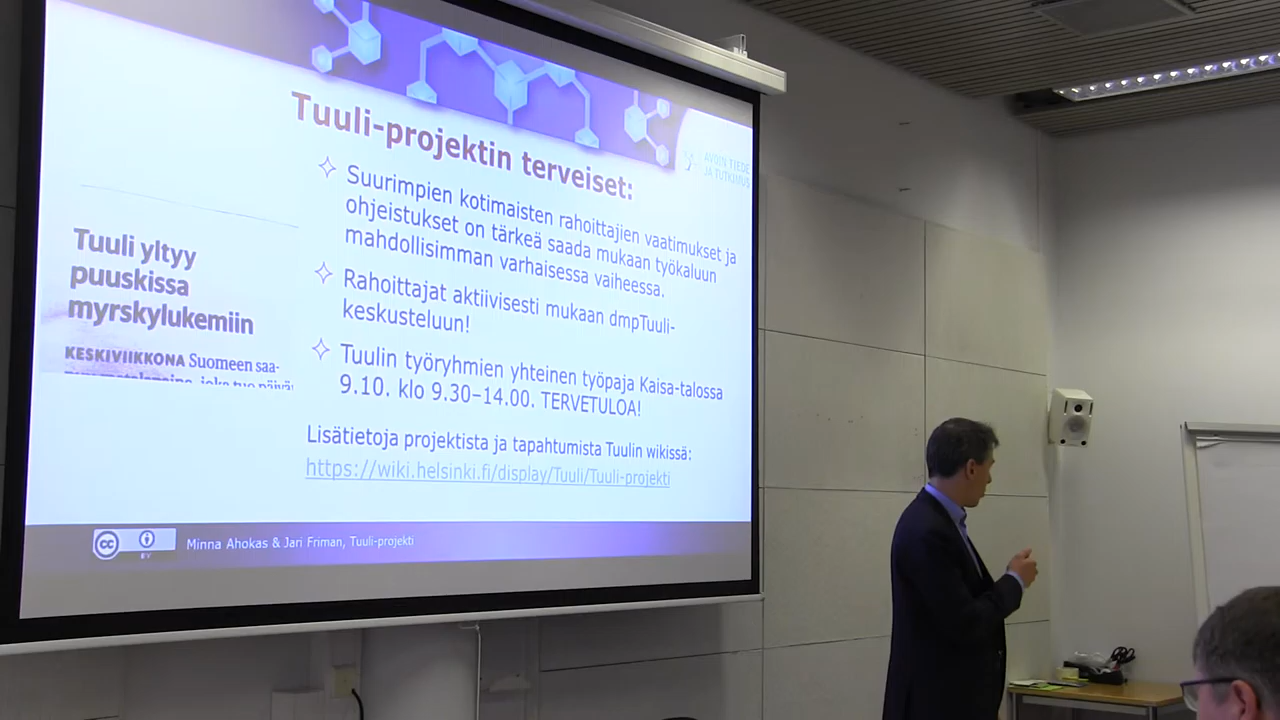 AVOIN TIEDE
JA TUTKIMUS
Tuuli-projektin terveiset:
Suurimpien kotimaisten rahoittajien vaatimukset ja
ohjeistukset on tärkeä saada mukaan työkaluun
mahdollisimman varhaisessa vaiheessa.
Rahoittajat aktiivisesti mukaan dmpTuuli-
keskusteluun!
Tuulin työryhmien yhteinen työpaja Kaisa-talossa
9.10. klo 9.30–14.00. TERVETULOA!
Lisätietoja projektista ja tapahtumista Tuulin wikissä:
https://wiki.helsinki.fi/display/Tuuli/Tuuli-projekti
Tuuli yltyy
puuskissa
myrskylukemiin
KESKIVIIKKONA Suomeen saa-
cc BY
Minna Ahokas & Jari Friman, Tuuli-projekti